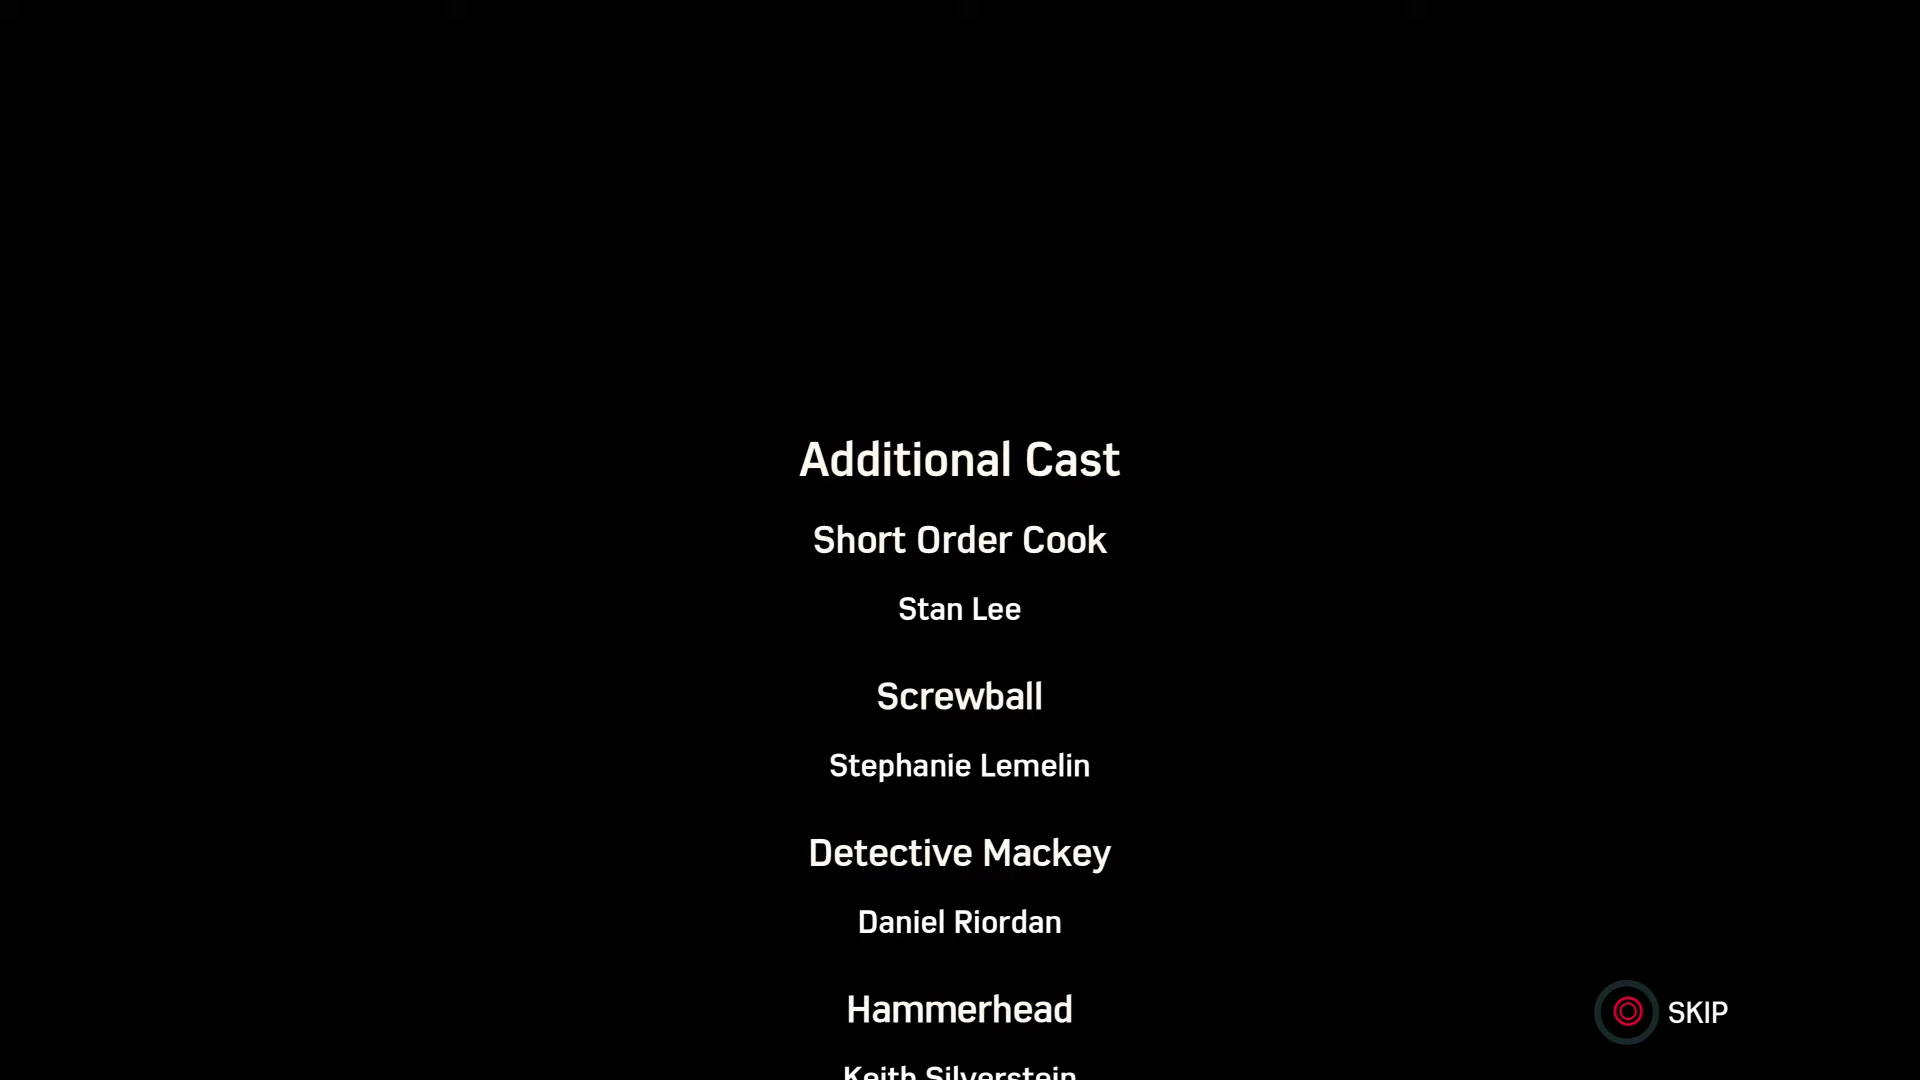 Additional Cast
Short Order Cook
Stan Lee
Screwball
Stephanie Lemelin
Detective Mackey
Daniel Riordan
Hammerhead
SKIP
Keith Silverstein